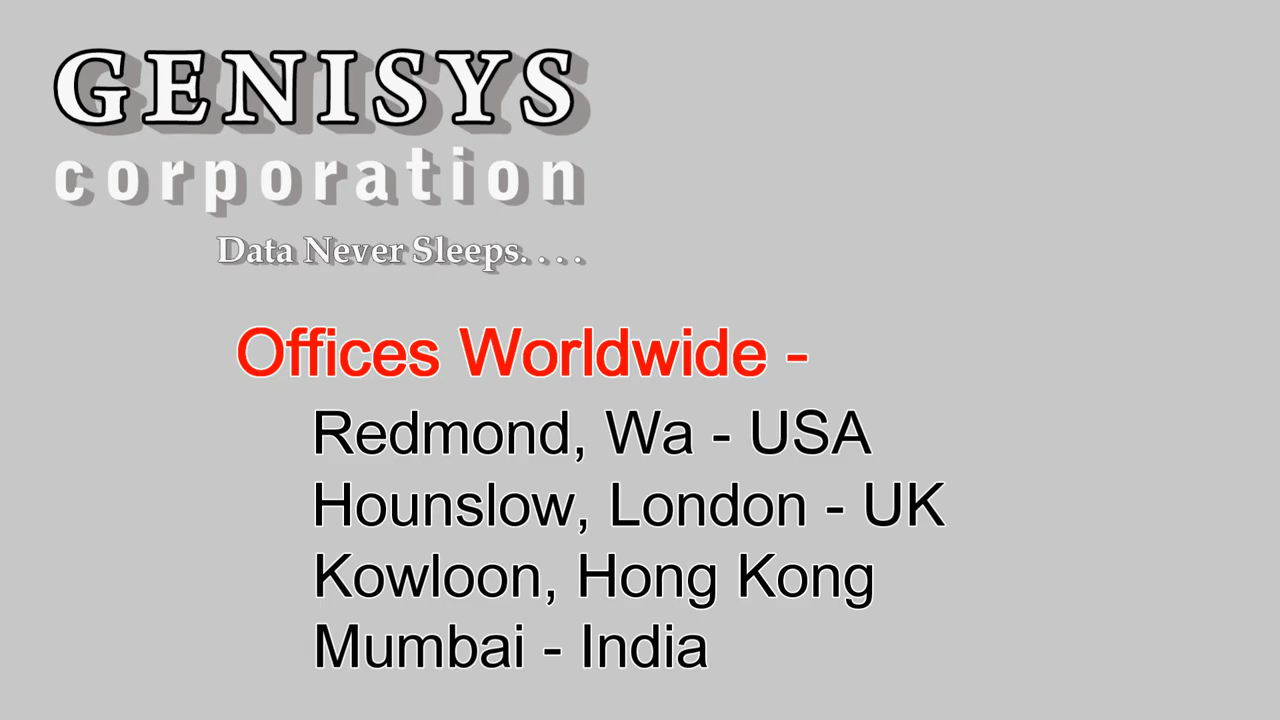 GENISYS
corporation
Data Never Sleeps. . . .
Offices Worldwide -
Redmond, Wa - USA
Hounslow, London - UK
Kowloon, Hong Kong
Mumbai - India